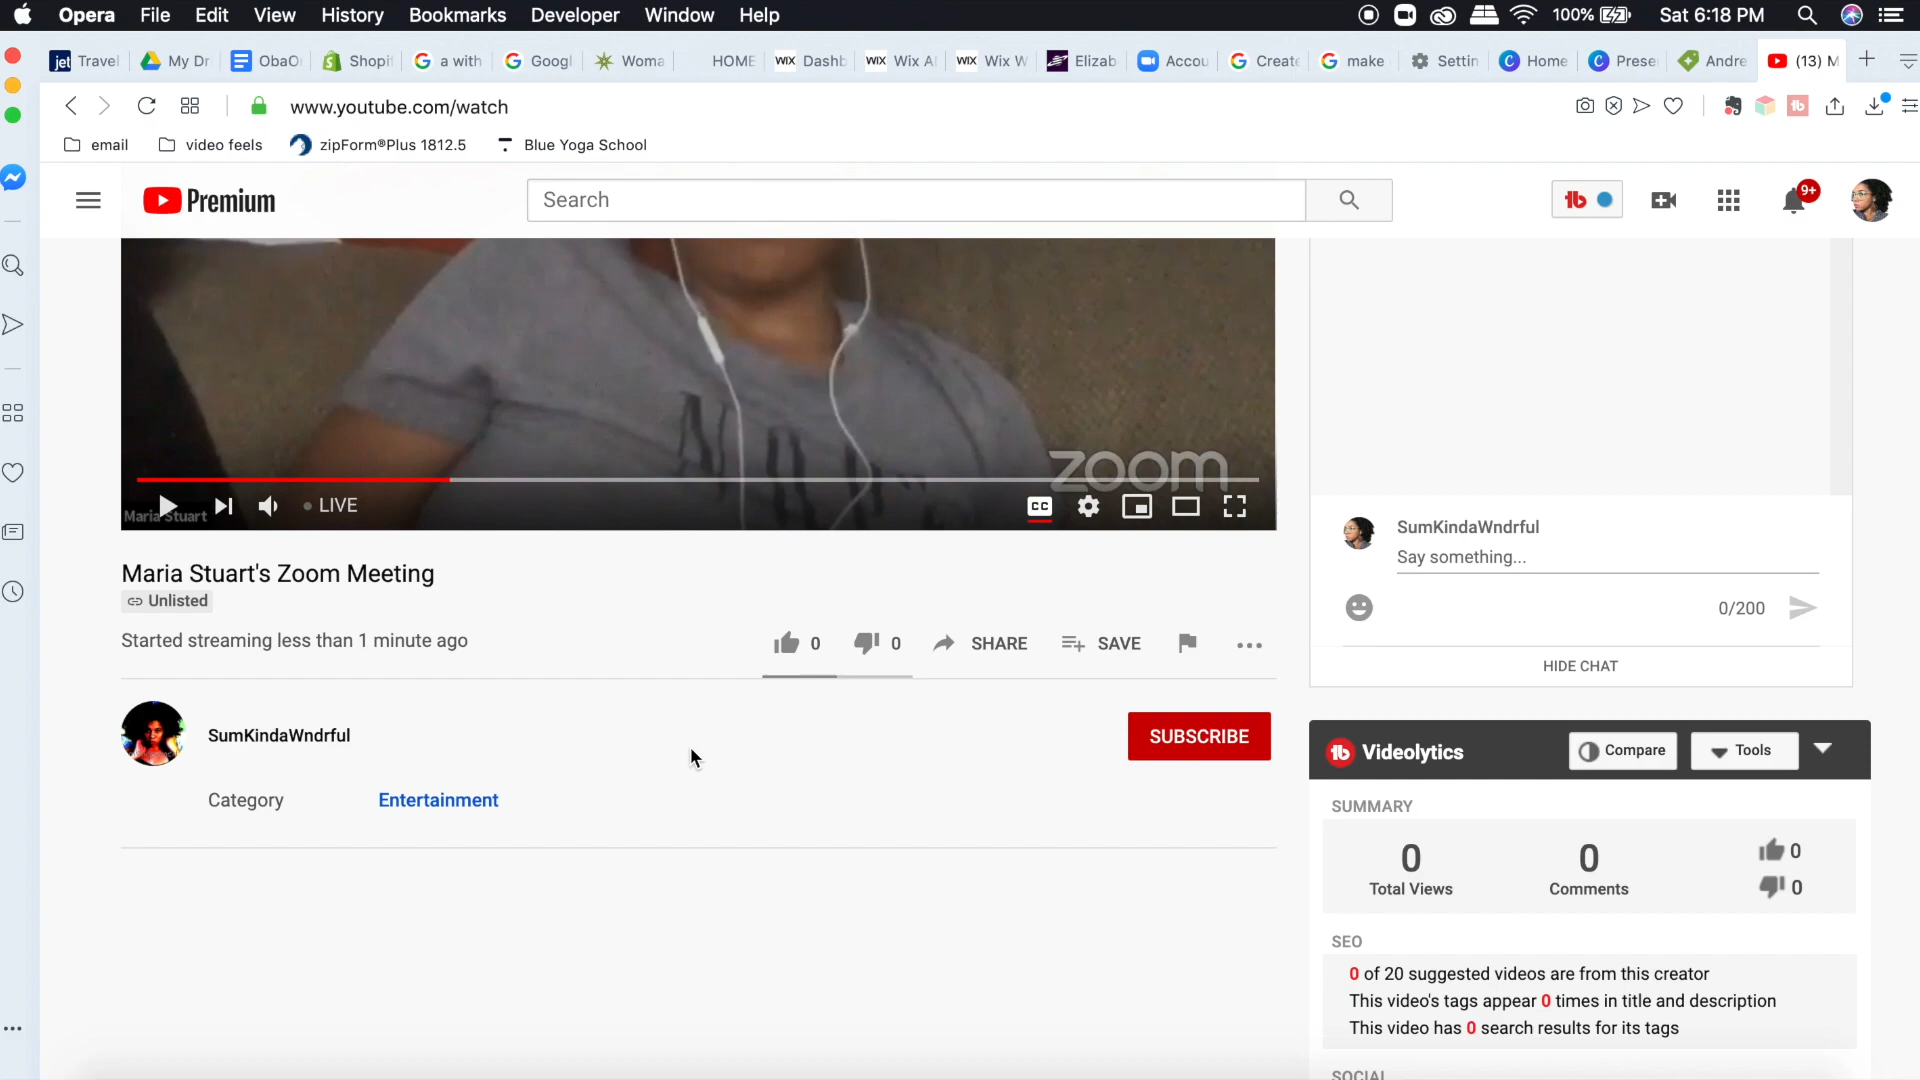 Opera File Edit View History Bookmarks Developer Window Help 100% Sat 6:18 PM
jet Travel My Dr ObaO Shopif a with Googl Woma HOME WIX Dashb WIX Wix A WIX Wix W Elizab Accou Create make Settin Home Prese Andre (13) M
www.youtube.com/watch
email video feels zipForm®Plus 1812.5 Blue Yoga School
Premium Search 9+
zoom
LIVE CC
Maria Stuart
Maria Stuart's Zoom Meeting
Unlisted
Started streaming less than 1 minute ago
0 0 SHARE SAVE
SumKindaWndrful SUBSCRIBE
Category Entertainment
SumKindaWndrful
Say something...
0/200
HIDE CHAT
Videolytics Compare Tools
SUMMARY
0 0 0
Total Views Comments 0
SEO
0 of 20 suggested videos are from this creator
This video's tags appear 0 times in title and description
This video has 0 search results for its tags
SOCIAL